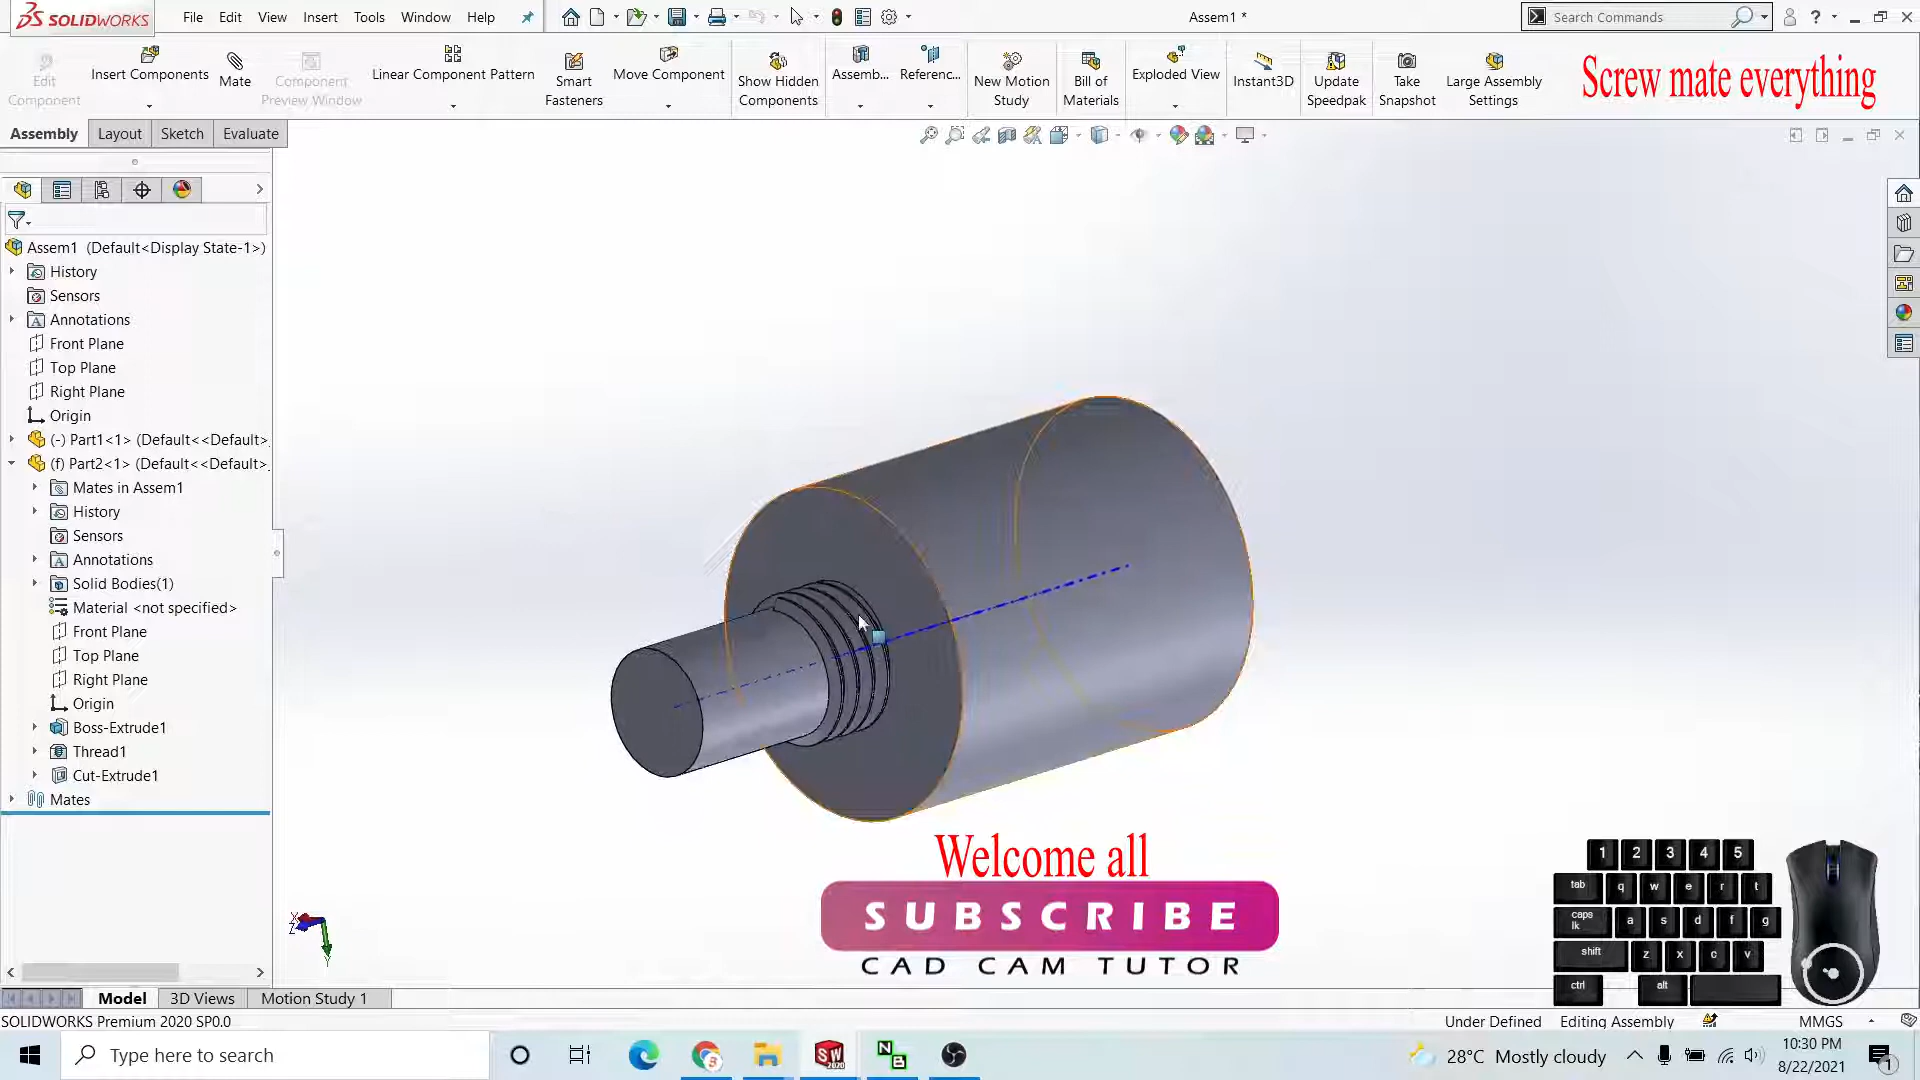 SOLIDWORKS File Edit View Insert Tools Window Help Assem1 * Search Commands
Edit Component
Insert Components
Mate
Component Preview Window
Linear Component Pattern
Smart Fasteners
Move Component
Show Hidden Components
Assemb...
Referenc...
New Motion Study
Bill of Materials
Exploded View
Instant3D
Update Speedpak
Take Snapshot
Large Assembly Settings
Screw mate everything
Assembly Layout Sketch Evaluate
Assem1 (Default<Display State-1>)
History
Sensors
A Annotations
Front Plane
Top Plane
Right Plane
Origin
(-) Part1<1> (Default<<Default>
(f) Part2<1> (Default<<Default>
Mates in Assem1
History
Sensors
A Annotations
Solid Bodies(1)
Material <not specified>
Front Plane
Top Plane
Right Plane
Origin
Boss-Extrude1
Thread1
Cut-Extrude1
Mates
Welcome all
SUBSCRIBE
CAD CAM TUTOR
1 2 3 4 5
tab q w e r t
caps lk a s d f g
shift z x c v
ctrl alt
Model 3D Views Motion Study 1
SOLIDWORKS Premium 2020 SP0.0 Under Defined Editing Assembly MMGS
Type here to search
28°C Mostly cloudy
10:30 PM
8/22/2021